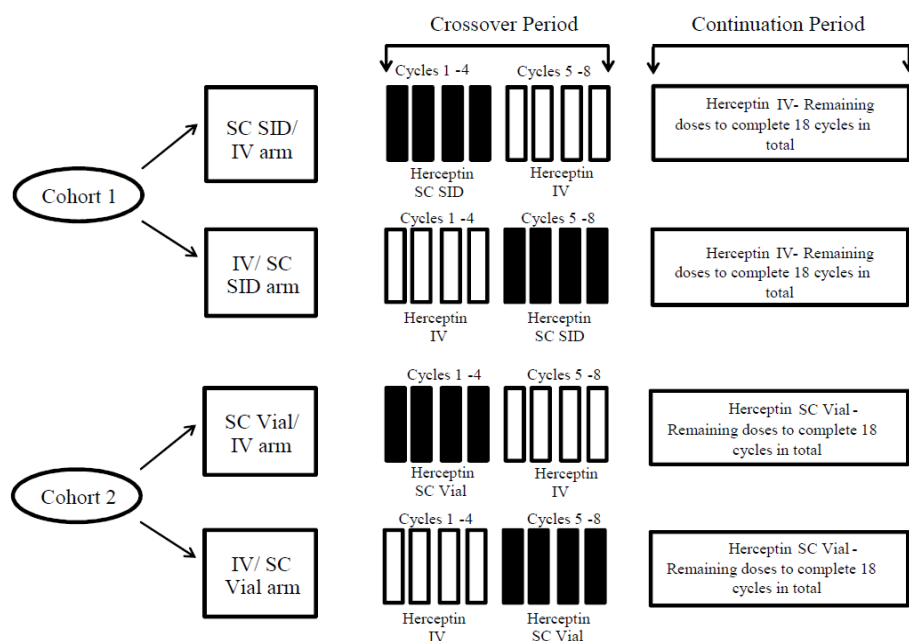 Crossover Period
Continuation Period
Cohort 1
SC SID/
IV arm
Cycles 1 -4
Herceptin
SC SID
Cycles 5 -8
Herceptin
IV
Herceptin IV- Remaining
doses to complete 18 cycles in
total
IV/ SC
SID arm
Cycles 1 -4
Herceptin
IV
Cycles 5 -8
Herceptin
SC SID
Herceptin IV- Remaining
doses to complete 18 cycles in
total
Cohort 2
SC Vial/
IV arm
Cycles 1 -4
Herceptin
SC Vial
Cycles 5 -8
Herceptin
IV
Herceptin SC Vial-
Remaining doses to complete 18
cycles in total
IV/ SC
Vial arm
Cycles 1 -4
Herceptin
IV
Cycles 5 -8
Herceptin
SC Vial
Herceptin SC Vial-
Remaining doses to complete 18
cycles in total